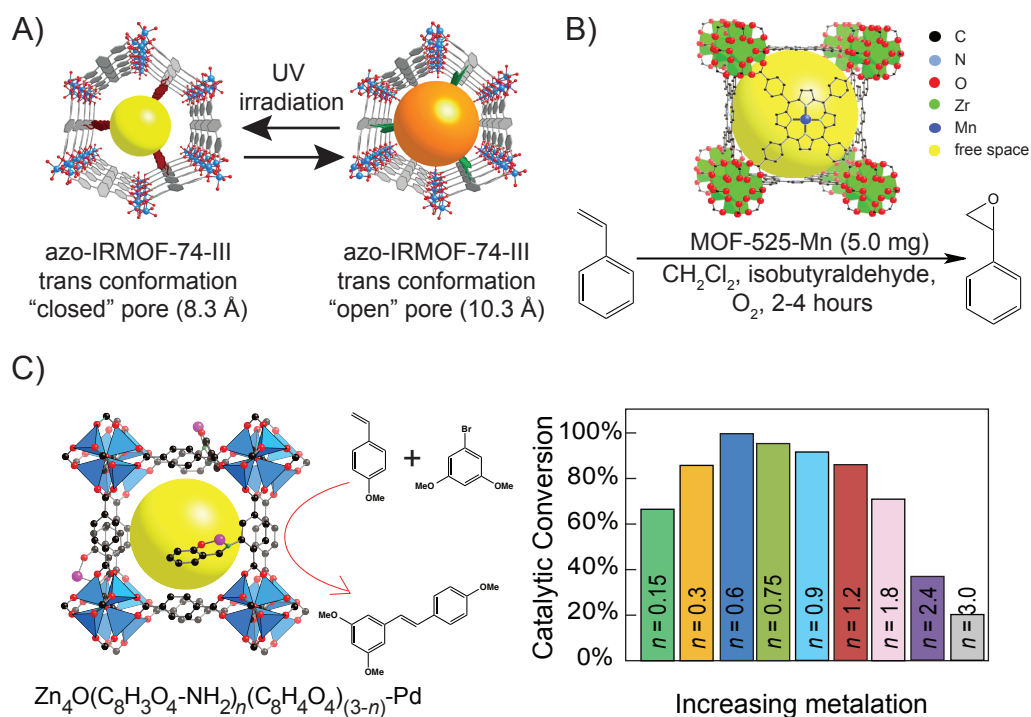 A)
UV
irradiation
azo-IRMOF-74-III
trans conformation
“closed” pore (8.3 Å)
azo-IRMOF-74-III
trans conformation
“open” pore (10.3 Å)
B)
C
N
O
Zr
Mn
free space
MOF-525-Mn (5.0 mg)
CH₂Cl₂, isobutyraldehyde,
O₂, 2-4 hours
O
C)
OMe
+
Br
MeO
OMe
OMe
MeO
OMe
Zn₄O(C₈H₃O₄-NH₂)ₙ(C₈H₄O₄)₍₃₋ₙ₎-Pd
Catalytic Conversion
100%
80%
60%
40%
20%
0%
n = 0.15
n = 0.3
n = 0.6
n = 0.75
n = 0.9
n = 1.2
n = 1.8
n = 2.4
n = 3.0
Increasing metalation